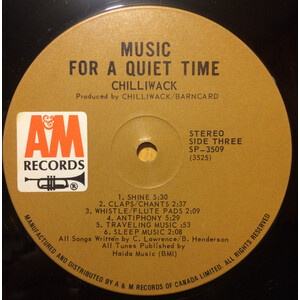 MUSIC
FOR A QUIET TIME
CHILLIWACK
Produced by CHILLIWACK/BARNCARD
A&M
RECORDS
®
STEREO
SIDE THREE
SP-3509
(3525)
1. SHINE 5:30
2. CLAPS/CHANTS 2:37
3. WHISTLE/FLUTE PADS 2:09
4. ANTIPHONY 5:21
5. TRAVELING MUSIC :53
6. SLEEP MUSIC 2:08
All Songs Written by C. Lawrence/B. Henderson
All Tunes Published by
Haida Music (BMI)
MANUFACTURED AND DISTRIBUTED BY A & M RECORDS OF CANADA LIMITED. ALL RIGHTS RESERVED.